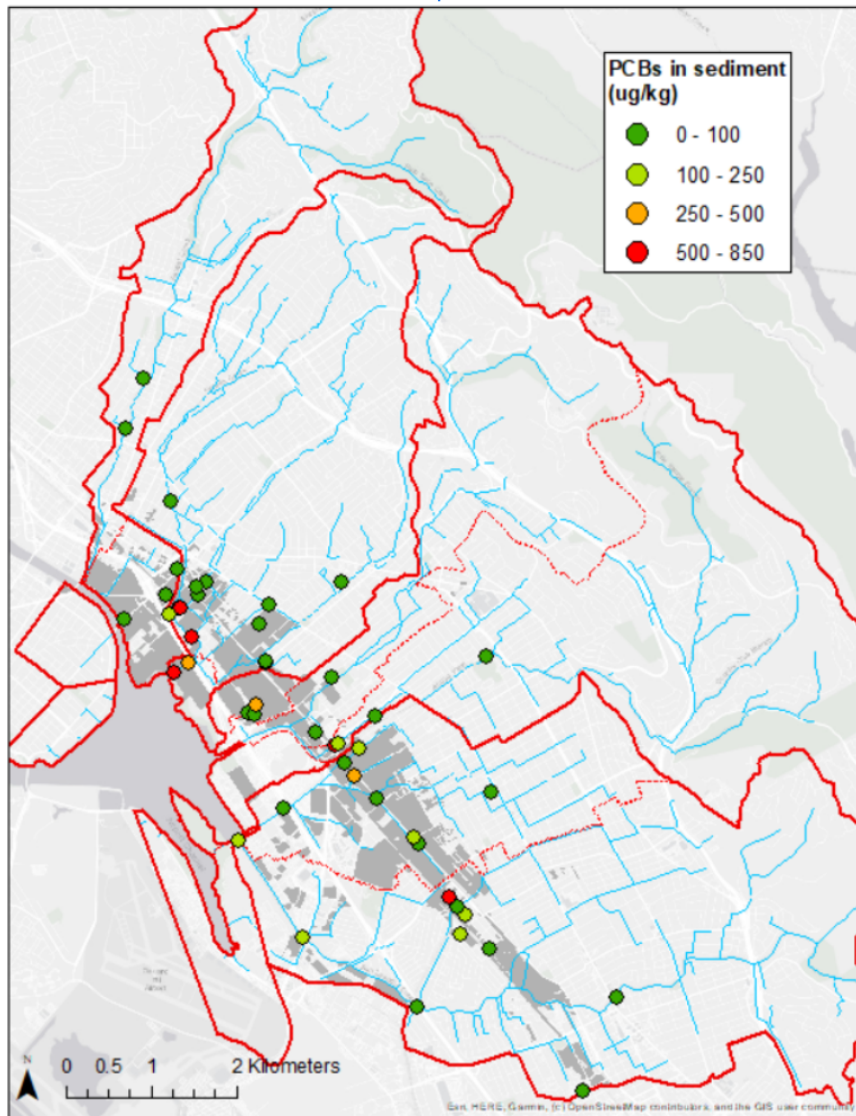 PCBs in sediment
(ug/kg)
0 - 100
100 - 250
250 - 500
500 - 850
N
0 0.5 1 2 Kilometers
Esri, HERE, Garmin, (c) OpenStreetMap contributors, and the GIS user community